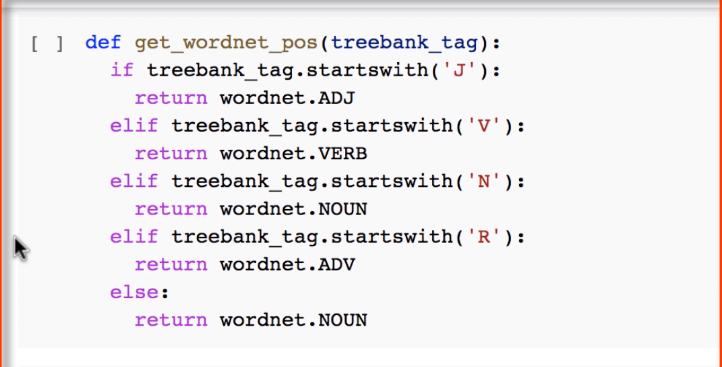 [ ] def get_wordnet_pos(treebank_tag):
if treebank_tag.startswith('J'):
return wordnet.ADJ
elif treebank_tag.startswith('V'):
return wordnet.VERB
elif treebank_tag.startswith('N'):
return wordnet.NOUN
elif treebank_tag.startswith('R'):
return wordnet.ADV
else:
return wordnet.NOUN